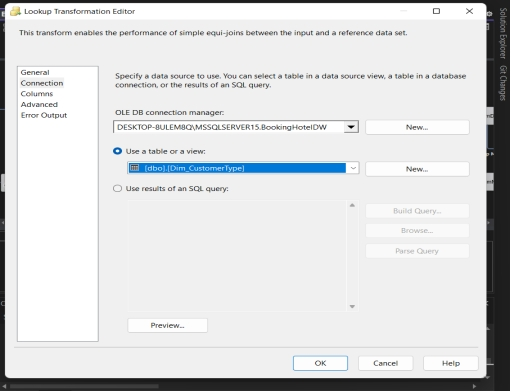 Lookup Transformation Editor
This transform enables the performance of simple equi-joins between the input and a reference data set.
General
Connection
Columns
Advanced
Error Output
Specify a data source to use. You can select a table in a data source view, a table in a database
connection, or the results of an SQL query.
OLE DB connection manager:
DESKTOP-8ULEM8Q\MSSQLSERVER15.BookingHotelDW
New...
Use a table or a view:
[dbo].[Dim_CustomerType]
New...
Use results of an SQL query:
Build Query...
Browse...
Parse Query
Preview...
OK
Cancel
Help
Solution Explorer
Git Changes